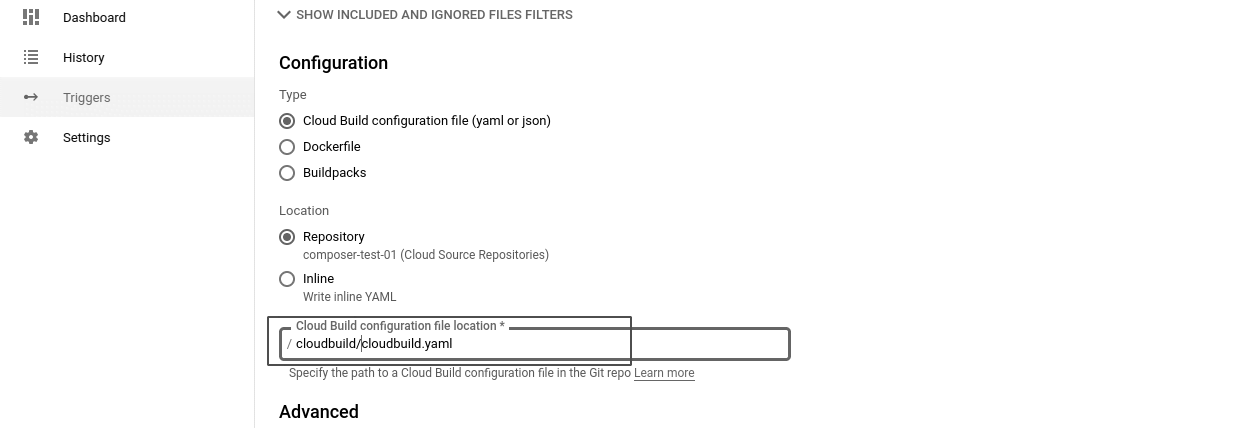 Dashboard
History
Triggers
Settings
SHOW INCLUDED AND IGNORED FILES FILTERS
Configuration
Type
Cloud Build configuration file (yaml or json)
Dockerfile
Buildpacks
Location
Repository
composer-test-01 (Cloud Source Repositories)
Inline
Write inline YAML
Cloud Build configuration file location *
/ cloudbuild/cloudbuild.yaml
Specify the path to a Cloud Build configuration file in the Git repo Learn more
Advanced